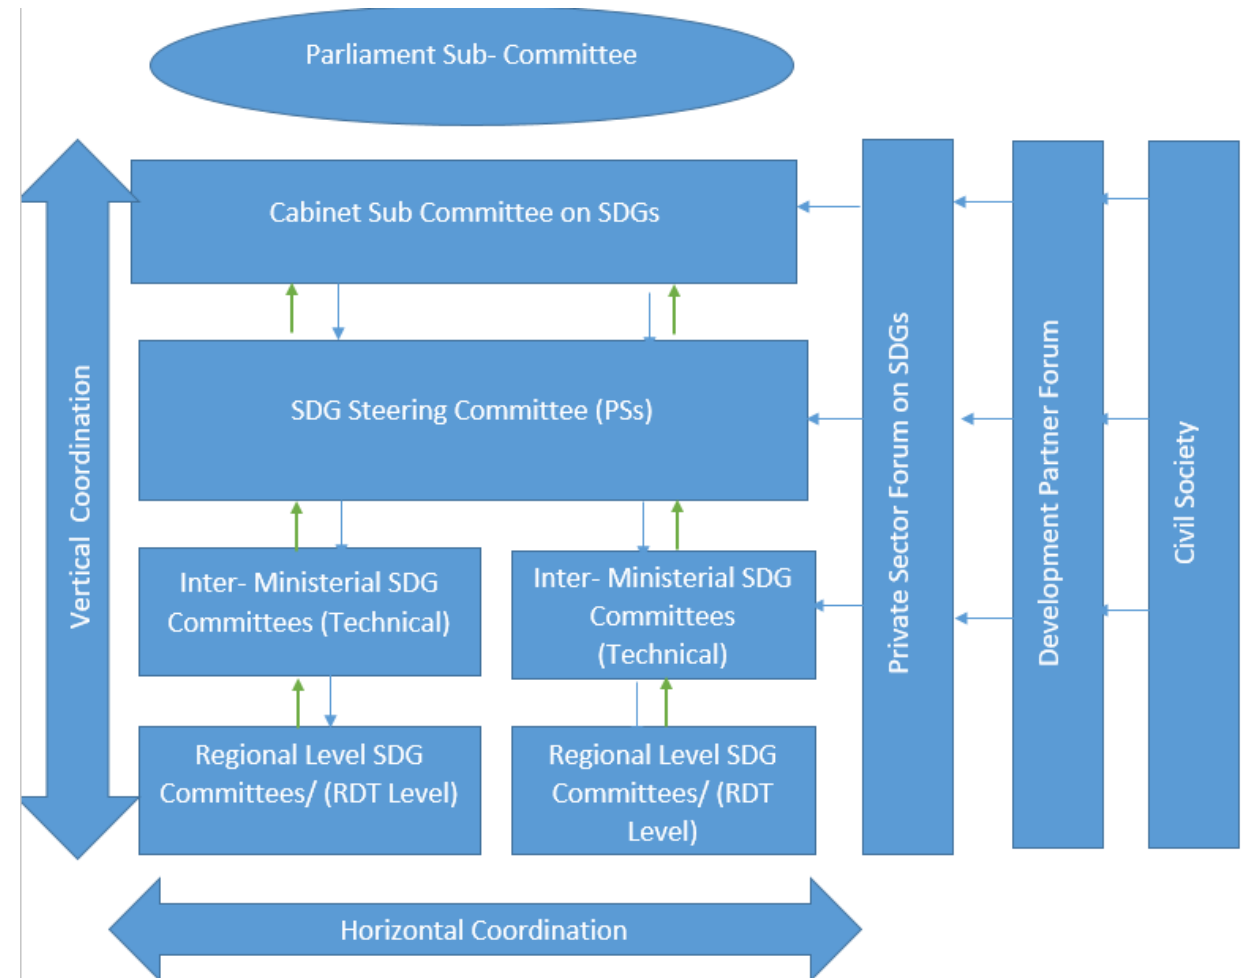 Parliament Sub- Committee
Cabinet Sub Committee on SDGs
SDG Steering Committee (PSs)
Inter- Ministerial SDG
Committees (Technical)
Inter- Ministerial SDG
Committees
(Technical)
Regional Level SDG
Committees/ (RDT Level)
Regional Level SDG
Committees/ (RDT
Level)
Vertical Coordination
Horizontal Coordination
Private Sector Forum on SDGs
Development Partner Forum
Civil Society